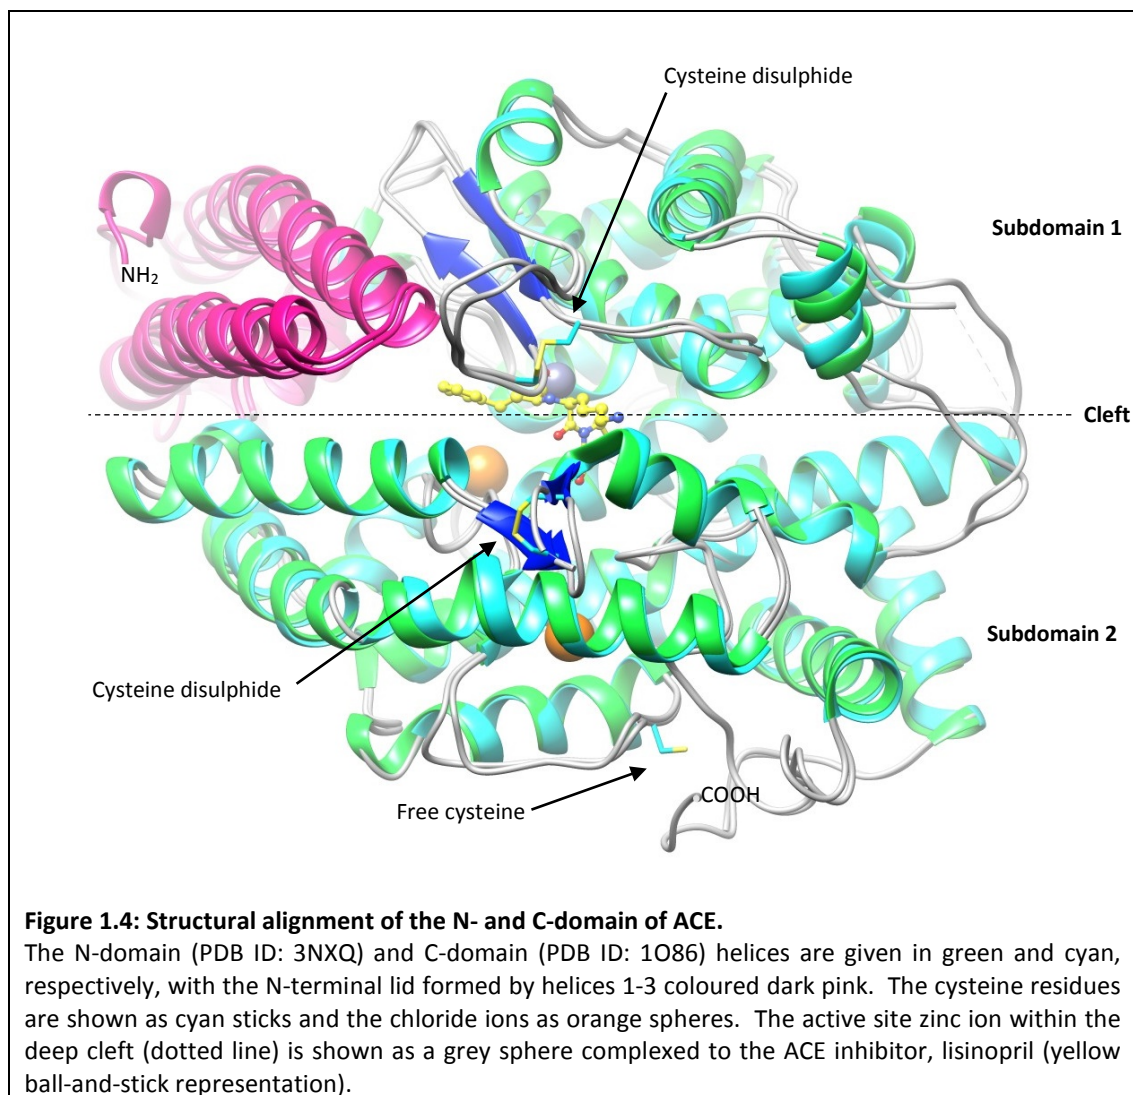 Cysteine disulphide
Subdomain 1
NH₂
Cleft
Subdomain 2
Cysteine disulphide
Free cysteine
COOH
Figure 1.4: Structural alignment of the N- and C-domain of ACE.
The N-domain (PDB ID: 3NXQ) and C-domain (PDB ID: 1O86) helices are given in green and cyan,
respectively, with the N-terminal lid formed by helices 1-3 coloured dark pink. The cysteine residues
are shown as cyan sticks and the chloride ions as orange spheres. The active site zinc ion within the
deep cleft (dotted line) is shown as a grey sphere complexed to the ACE inhibitor, lisinopril (yellow
ball-and-stick representation).